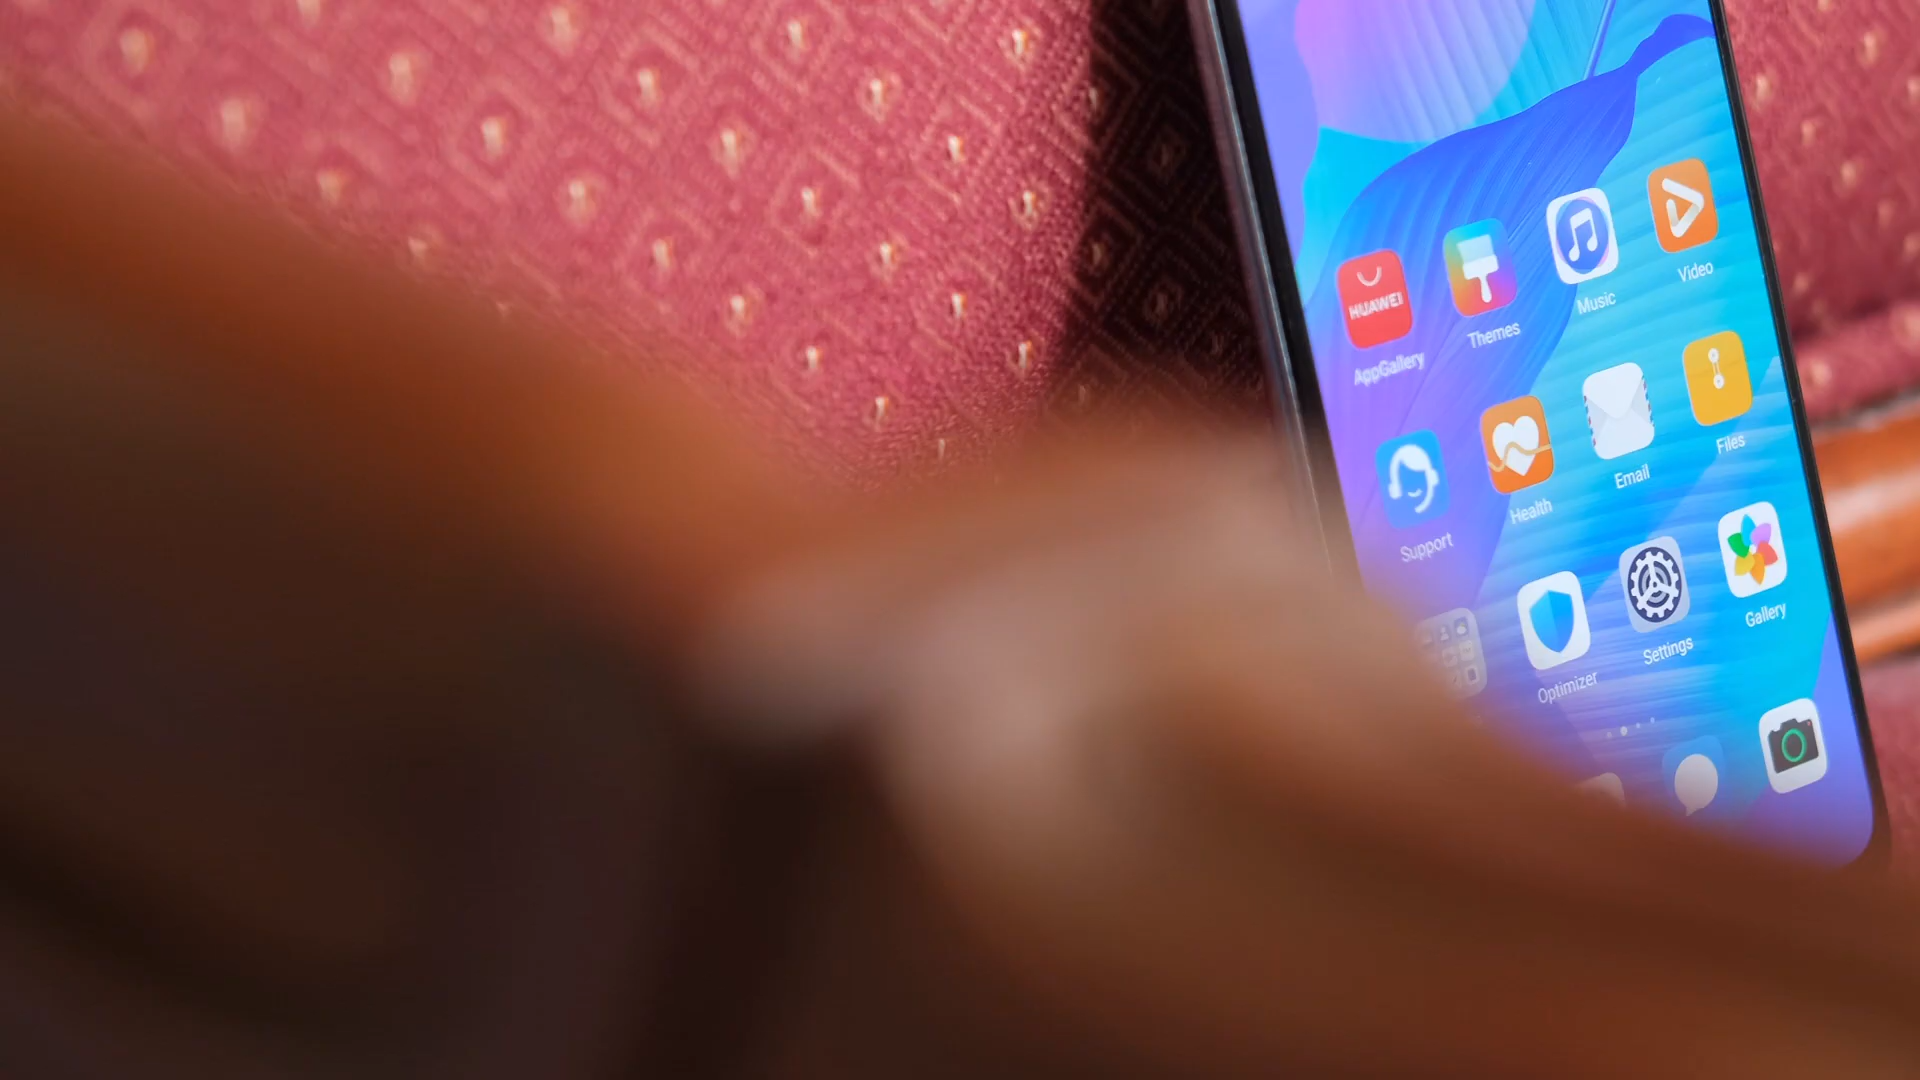 HUAWEI
AppGallery
Themes
Music
Video
Support
Health
Email
Files
Optimizer
Settings
Gallery